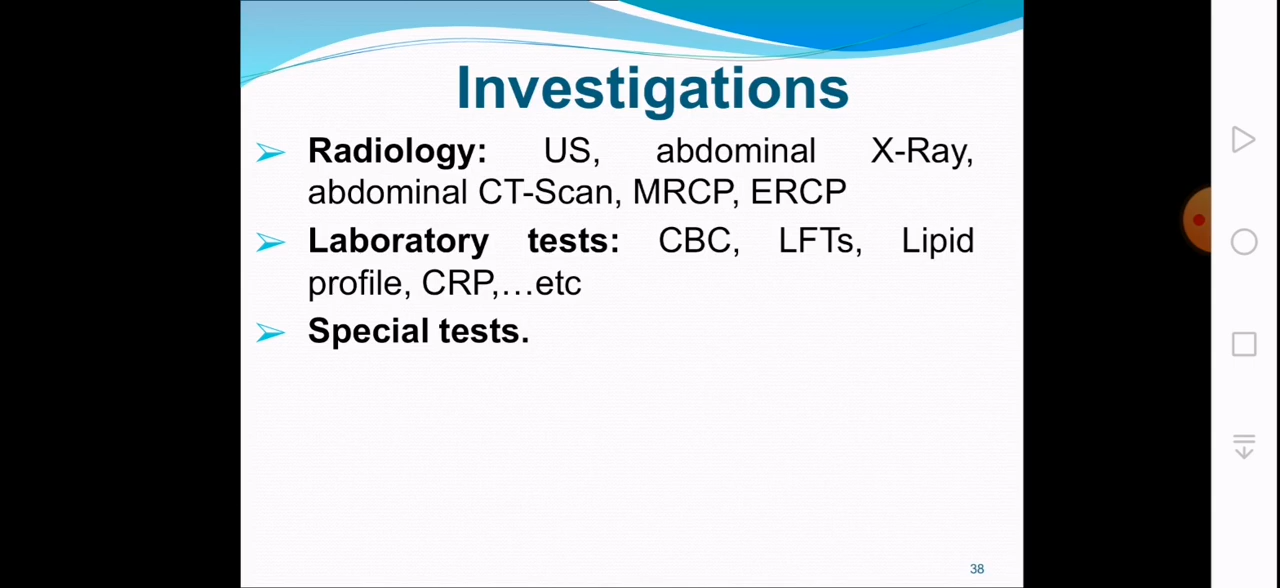 Investigations
Radiology: US, abdominal X-Ray,
abdominal CT-Scan, MRCP, ERCP
Laboratory tests: CBC, LFTs, Lipid
profile, CRP,…etc
Special tests.
38